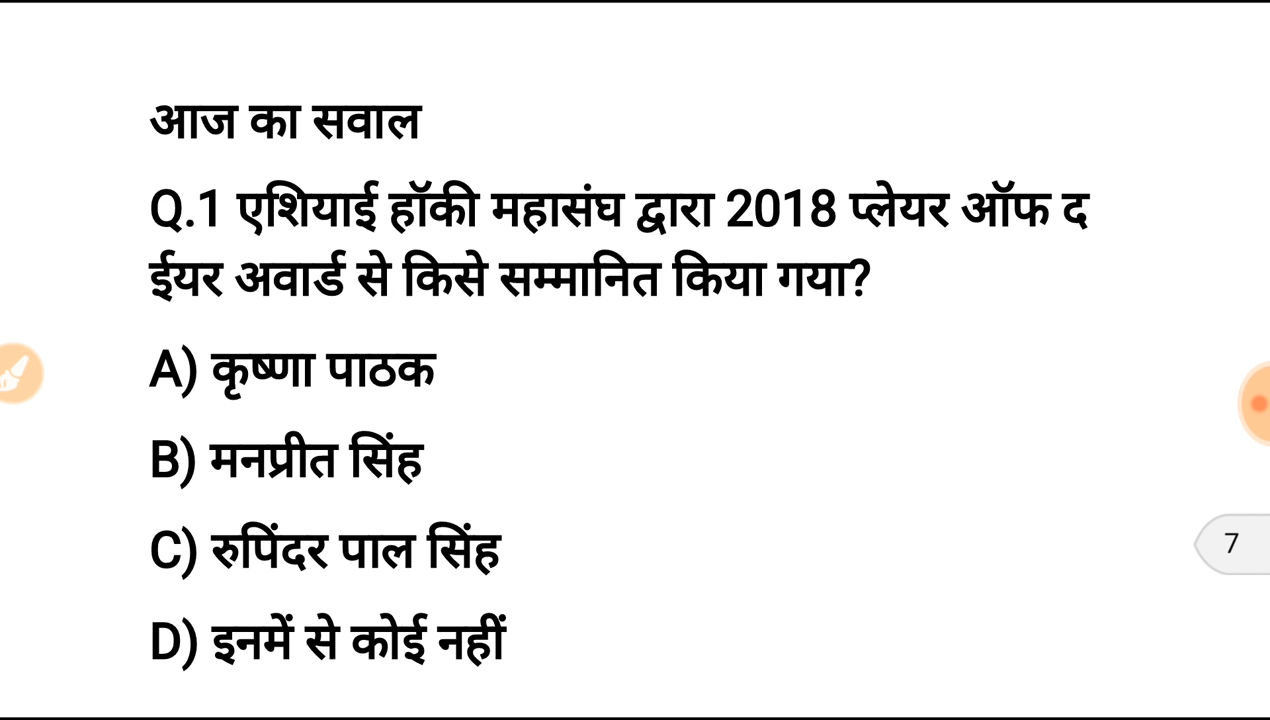 आज का सवाल
Q.1 एशियाई हॉकी महासंघ द्वारा 2018 प्लेयर ऑफ द
ईयर अवार्ड से किसे सम्मानित किया गया?
A) कृष्णा पाठक
B) मनप्रीत सिंह
C) रुपिंदर पाल सिंह
7
D) इनमें से कोई नहीं